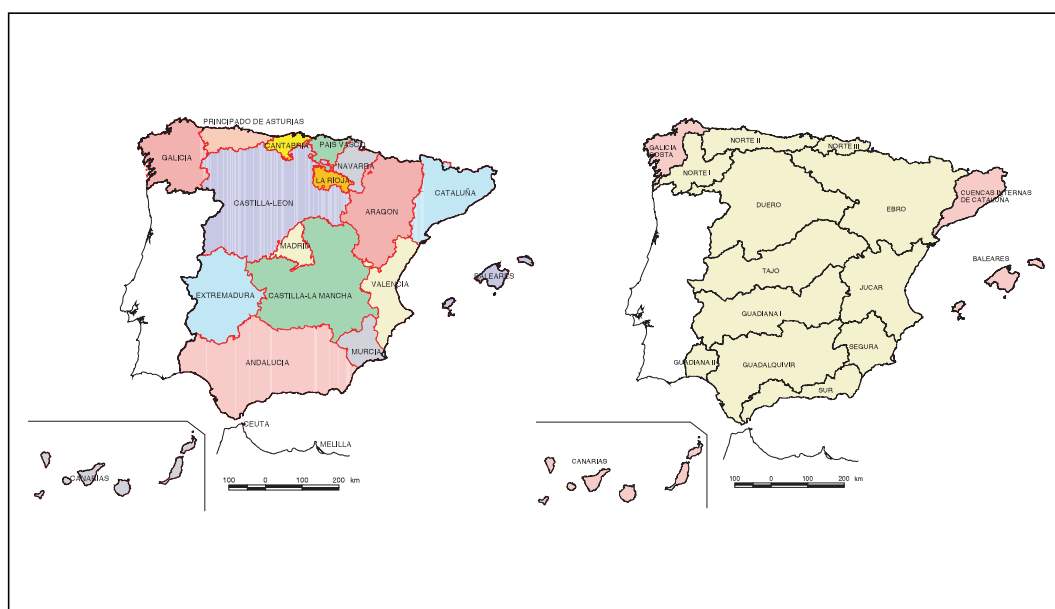 PRINCIPADO DE ASTURIAS
CANTABRIA
PAIS VASCO
GALICIA
NAVARRA
LA RIOJA
CATALUÑA
CASTILLA-LEON
ARAGON
MADRID
BALEARES
VALENCIA
EXTREMADURA
CASTILLA-LA MANCHA
MURCIA
ANDALUCIA
CEUTA
MELILLA
CANARIAS
100 0 100 200 km
NORTE II
NORTE III
GALICIA
COSTA
NORTE I
CUENCAS INTERNAS
DE CATALUÑA
DUERO
EBRO
BALEARES
TAJO
JUCAR
GUADIANA I
SEGURA
GUADIANA II
GUADALQUIVIR
SUR
CANARIAS
100 0 100 200 km